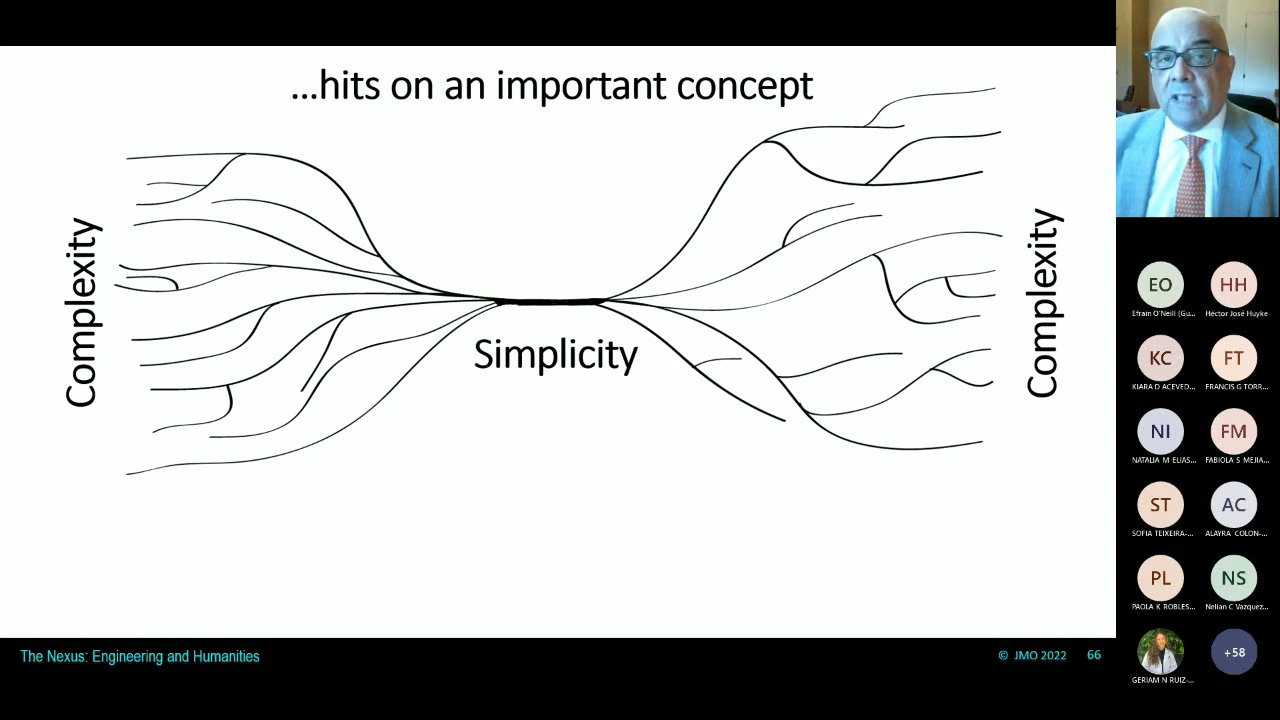 ...hits on an important concept
Complexity
Simplicity
Complexity
The Nexus: Engineering and Humanities
© JMO 2022
66
EO
HH
Efrain O'Neill (Gu...
Héctor José Huyke
KC
FT
KIARA D ACEVED...
FRANCIS G TORR...
NI
FM
NATALIA M ELIAS...
FABIOLA S MEJIA...
ST
AC
SOFIA TEIXEIRA-...
ALAYRA COLON-...
PL
NS
PAOLA K ROBLES...
Nelian C Vazquez...
+58
GERIAM N RUIZ-...